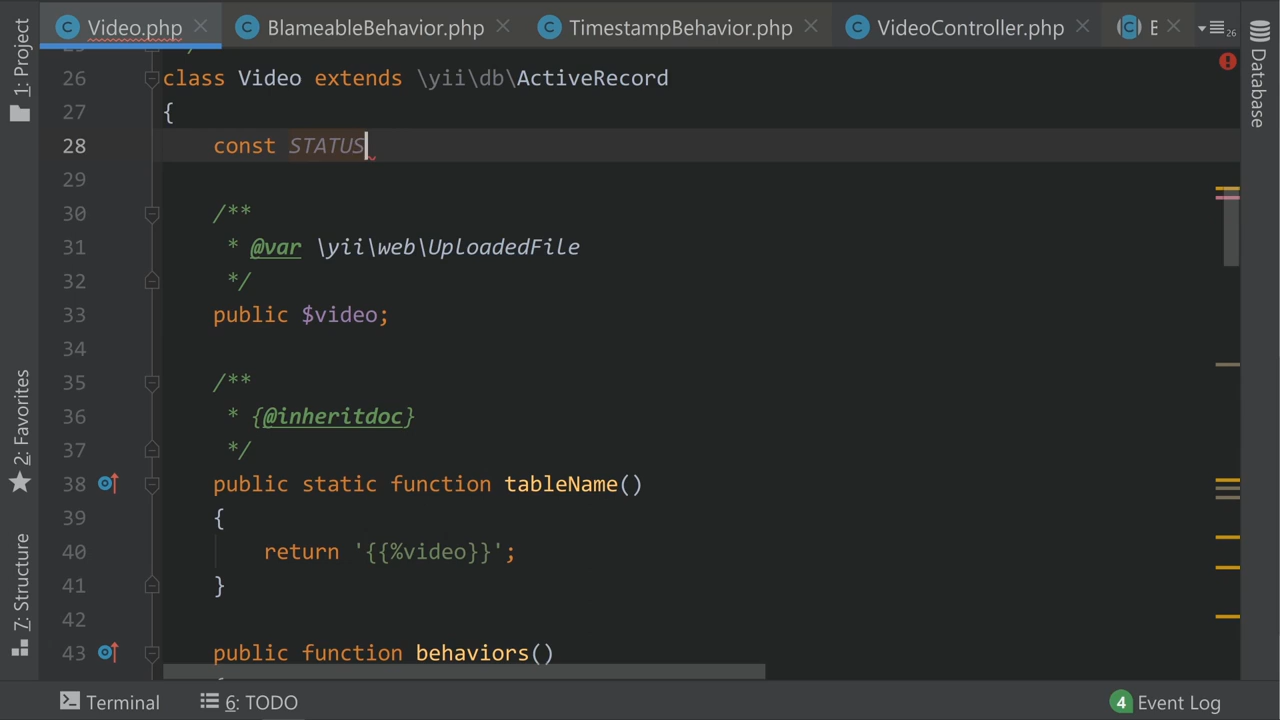 Video.php
BlameableBehavior.php
TimestampBehavior.php
VideoController.php
E
26
1: Project
2: Favorites
7: Structure
Database
26 class Video extends \yii\db\ActiveRecord
27 {
28 const STATUS
29
30 /**
31 * @var \yii\web\UploadedFile
32 */
33 public $video;
34
35 /**
36 * {@inheritdoc}
37 */
38 public static function tableName()
39 {
40 return '{{%video}}';
41 }
42
43 public function behaviors()
Terminal
6: TODO
4 Event Log